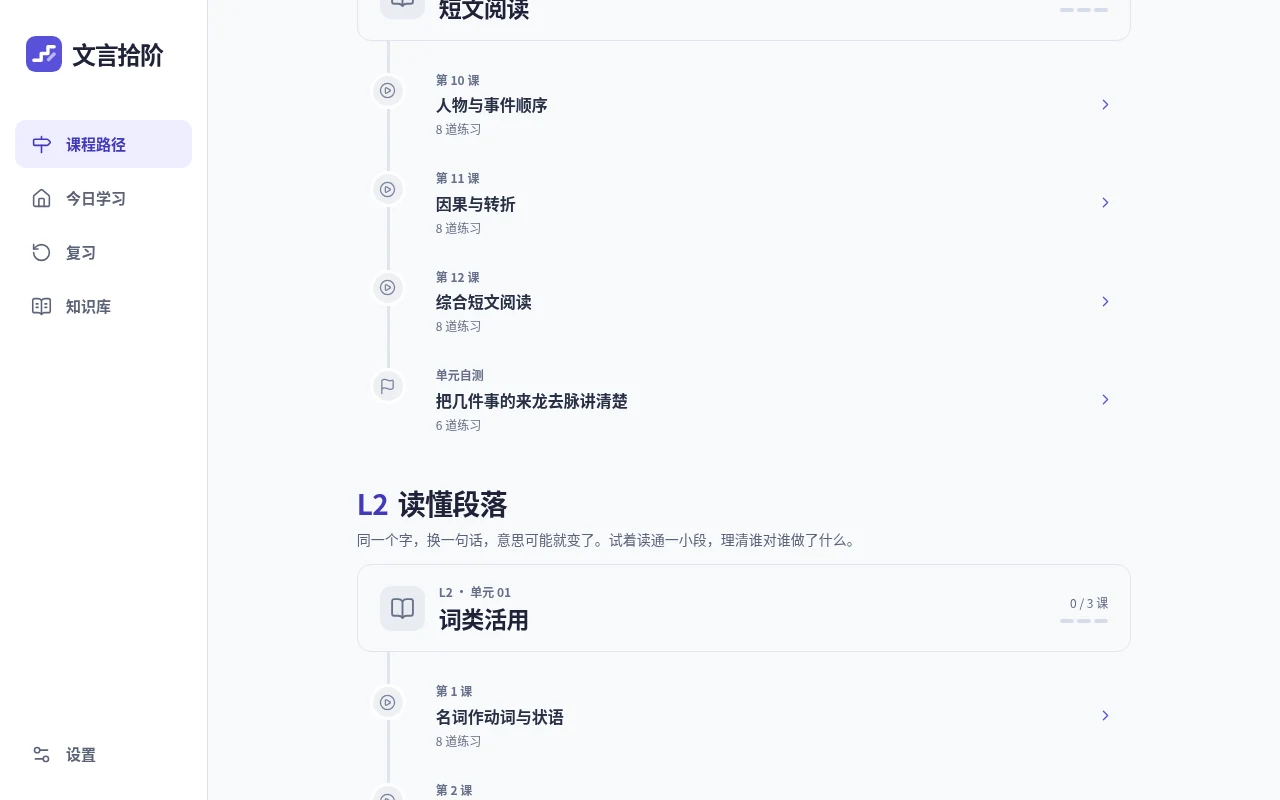 文言拾阶
课程路径
今日学习
复习
知识库
设置
短文阅读
第 10 课
人物与事件顺序
8 道练习
第 11 课
因果与转折
8 道练习
第 12 课
综合短文阅读
8 道练习
单元自测
把几件事的来龙去脉讲清楚
6 道练习
L2 读懂段落
同一个字，换一句话，意思可能就变了。试着读通一小段，理清谁对谁做了什么。
L2 · 单元 01
词类活用
0 / 3 课
第 1 课
名词作动词与状语
8 道练习
第 2 课